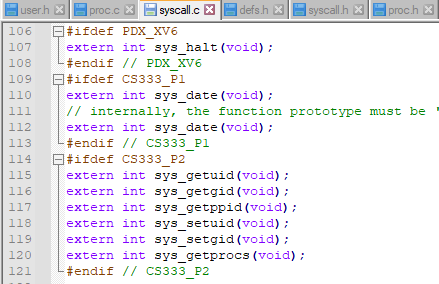 user.h proc.c syscall.c defs.h syscall.h proc.h
106 #ifdef PDX_XV6
107 extern int sys_halt(void);
108 #endif // PDX_XV6
109 #ifdef CS333_P1
110 extern int sys_date(void);
111 // internally, the function prototype must be '
112 extern int sys_date(void);
113 #endif // CS333_P1
114 #ifdef CS333_P2
115 extern int sys_getuid(void);
116 extern int sys_getgid(void);
117 extern int sys_getppid(void);
118 extern int sys_setuid(void);
119 extern int sys_setgid(void);
120 extern int sys_getprocs(void);
121 #endif // CS333_P2